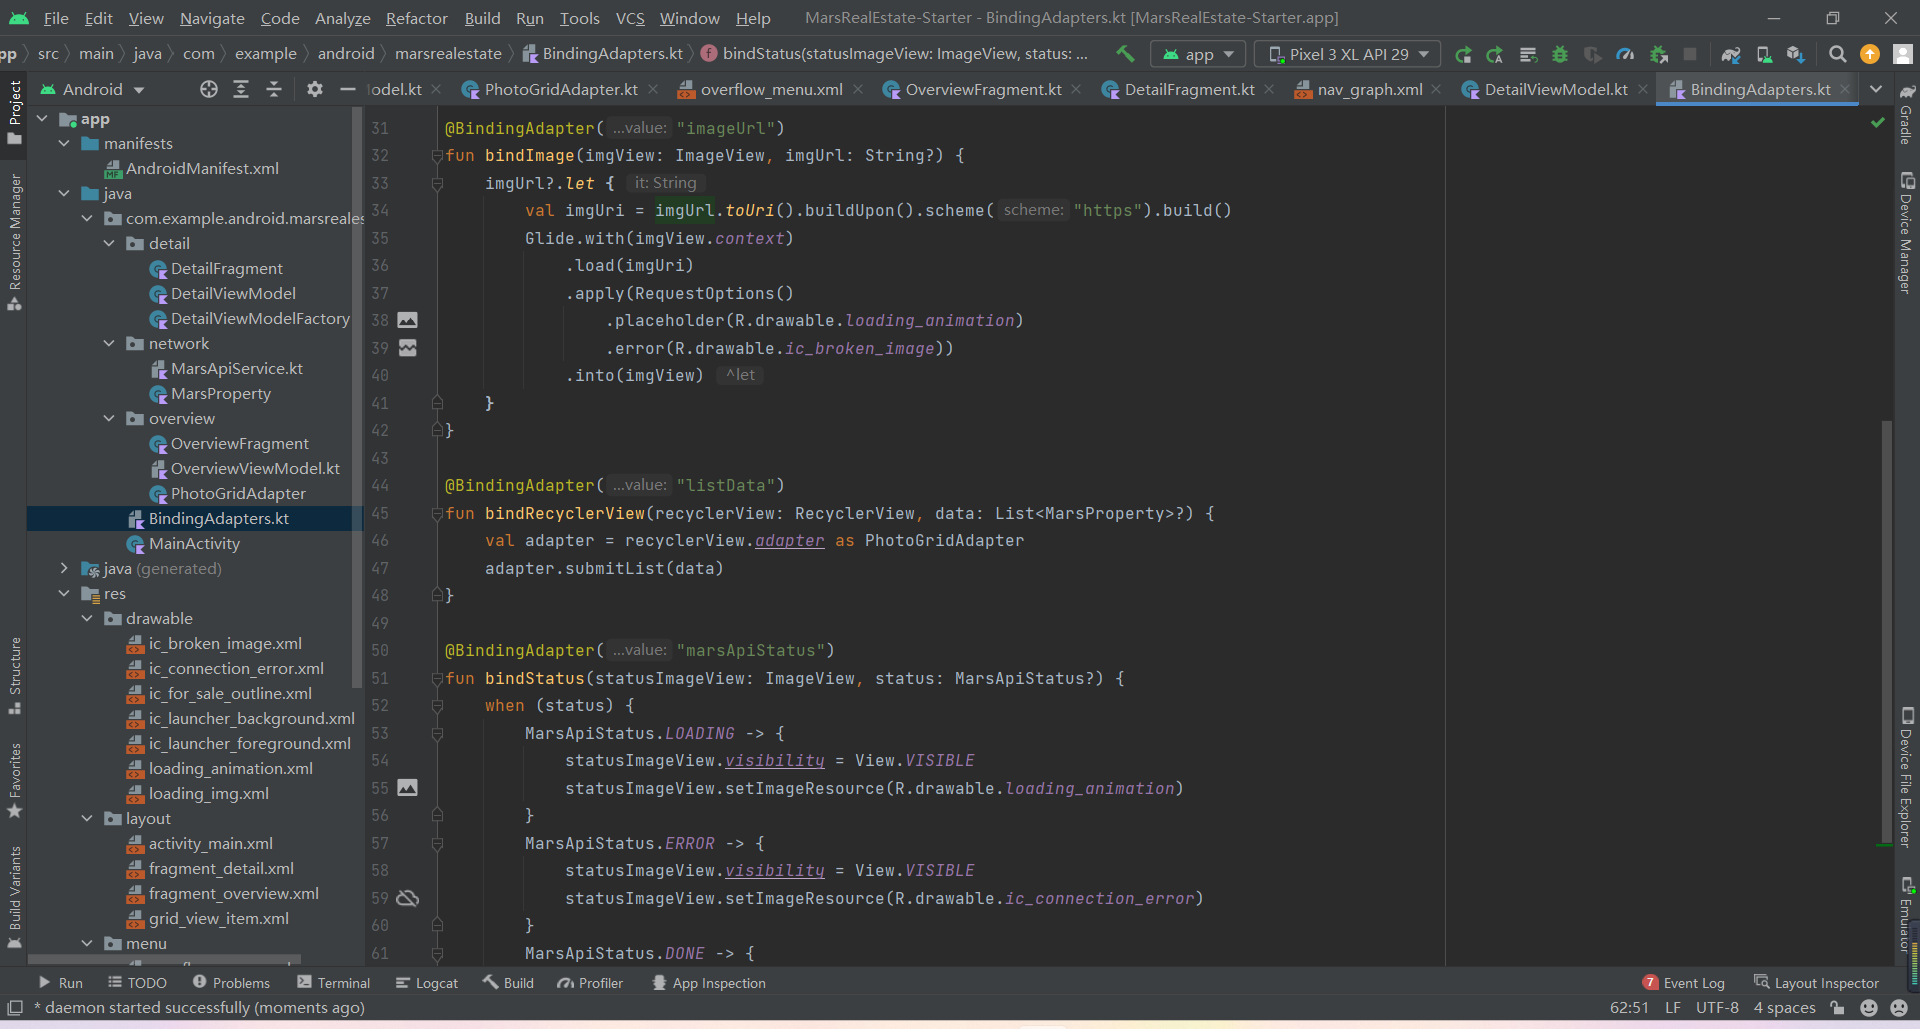 File Edit View Navigate Code Analyze Refactor Build Run Tools VCS Window Help MarsRealEstate-Starter - BindingAdapters.kt [MarsRealEstate-Starter.app]
pp src main java com example android marsrealestate BindingAdapters.kt bindStatus(statusImageView: ImageView, status: ... app Pixel 3 XL API 29
Android odel.kt PhotoGridAdapter.kt overflow_menu.xml OverviewFragment.kt DetailFragment.kt nav_graph.xml DetailViewModel.kt BindingAdapters.kt
Project
Resource Manager
Structure
Favorites
Build Variants
app
manifests
AndroidManifest.xml
java
com.example.android.marsreales
detail
DetailFragment
DetailViewModel
DetailViewModelFactory
network
MarsApiService.kt
MarsProperty
overview
OverviewFragment
OverviewViewModel.kt
PhotoGridAdapter
BindingAdapters.kt
MainActivity
java (generated)
res
drawable
ic_broken_image.xml
ic_connection_error.xml
ic_for_sale_outline.xml
ic_launcher_background.xml
ic_launcher_foreground.xml
loading_animation.xml
loading_img.xml
layout
activity_main.xml
fragment_detail.xml
fragment_overview.xml
grid_view_item.xml
menu
31 @BindingAdapter( ...value: "imageUrl")
32 fun bindImage(imgView: ImageView, imgUrl: String?) {
33 imgUrl?.let { it: String
34 val imgUri = imgUrl.toUri().buildUpon().scheme( scheme: "https").build()
35 Glide.with(imgView.context)
36 .load(imgUri)
37 .apply(RequestOptions()
38 .placeholder(R.drawable.loading_animation)
39 .error(R.drawable.ic_broken_image))
40 .into(imgView) ^let
41 }
42 }
43
44 @BindingAdapter( ...value: "listData")
45 fun bindRecyclerView(recyclerView: RecyclerView, data: List<MarsProperty>?) {
46 val adapter = recyclerView.adapter as PhotoGridAdapter
47 adapter.submitList(data)
48 }
49
50 @BindingAdapter( ...value: "marsApiStatus")
51 fun bindStatus(statusImageView: ImageView, status: MarsApiStatus?) {
52 when (status) {
53 MarsApiStatus.LOADING -> {
54 statusImageView.visibility = View.VISIBLE
55 statusImageView.setImageResource(R.drawable.loading_animation)
56 }
57 MarsApiStatus.ERROR -> {
58 statusImageView.visibility = View.VISIBLE
59 statusImageView.setImageResource(R.drawable.ic_connection_error)
60 }
61 MarsApiStatus.DONE -> {
Gradle
Device Manager
Device File Explorer
Emulator
Run TODO Problems Terminal Logcat Build Profiler App Inspection 7 Event Log Layout Inspector
* daemon started successfully (moments ago) 62:51 LF UTF-8 4 spaces